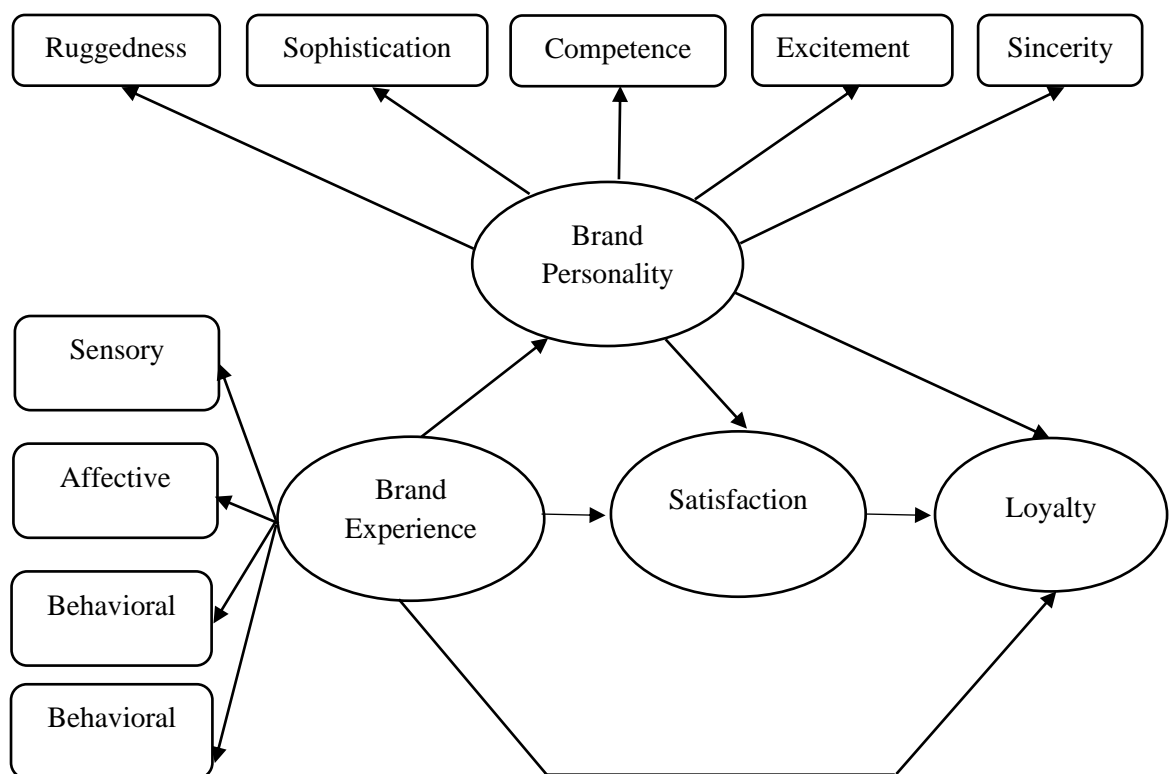 Ruggedness
Sophistication
Competence
Excitement
Sincerity
Brand
Personality
Sensory
Affective
Behavioral
Behavioral
Brand
Experience
Satisfaction
Loyalty